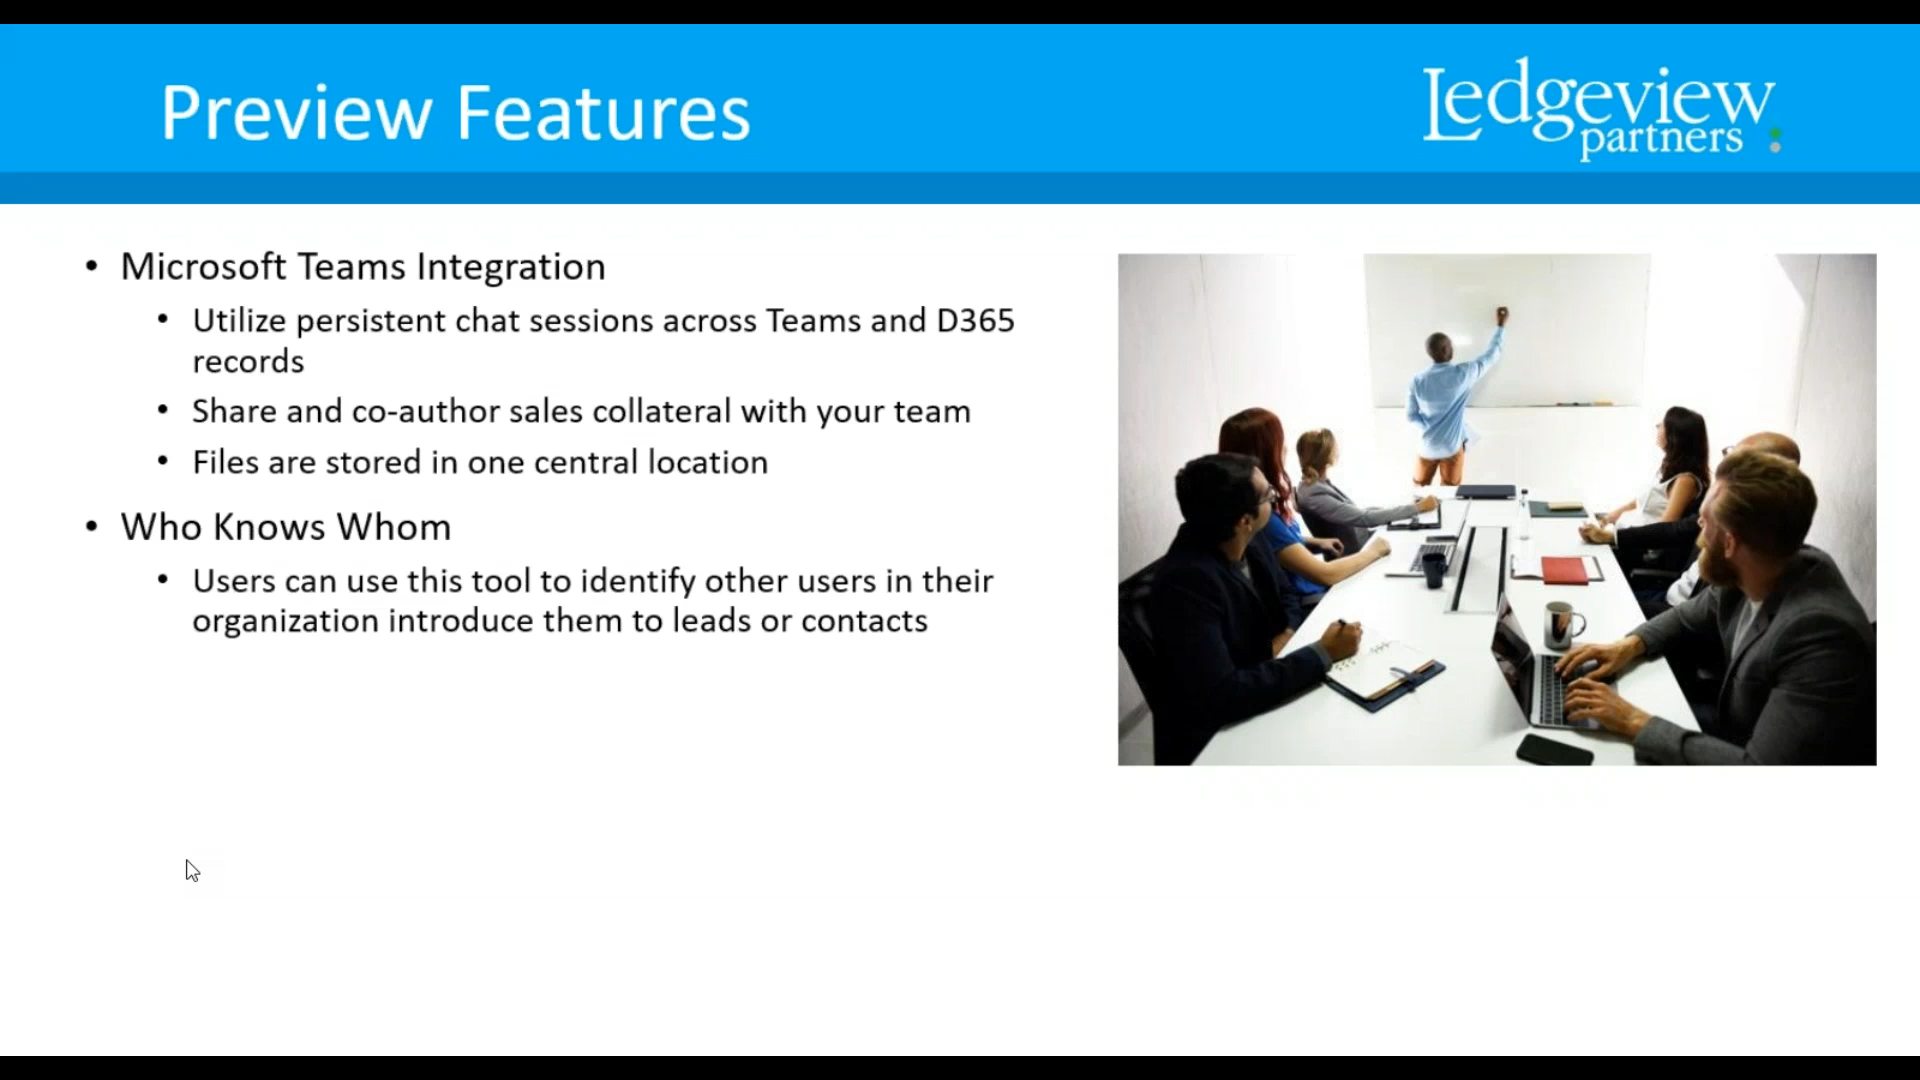 Preview Features
Ledgeview
partners
• Microsoft Teams Integration
• Utilize persistent chat sessions across Teams and D365
records
• Share and co-author sales collateral with your team
• Files are stored in one central location
• Who Knows Whom
• Users can use this tool to identify other users in their
organization introduce them to leads or contacts